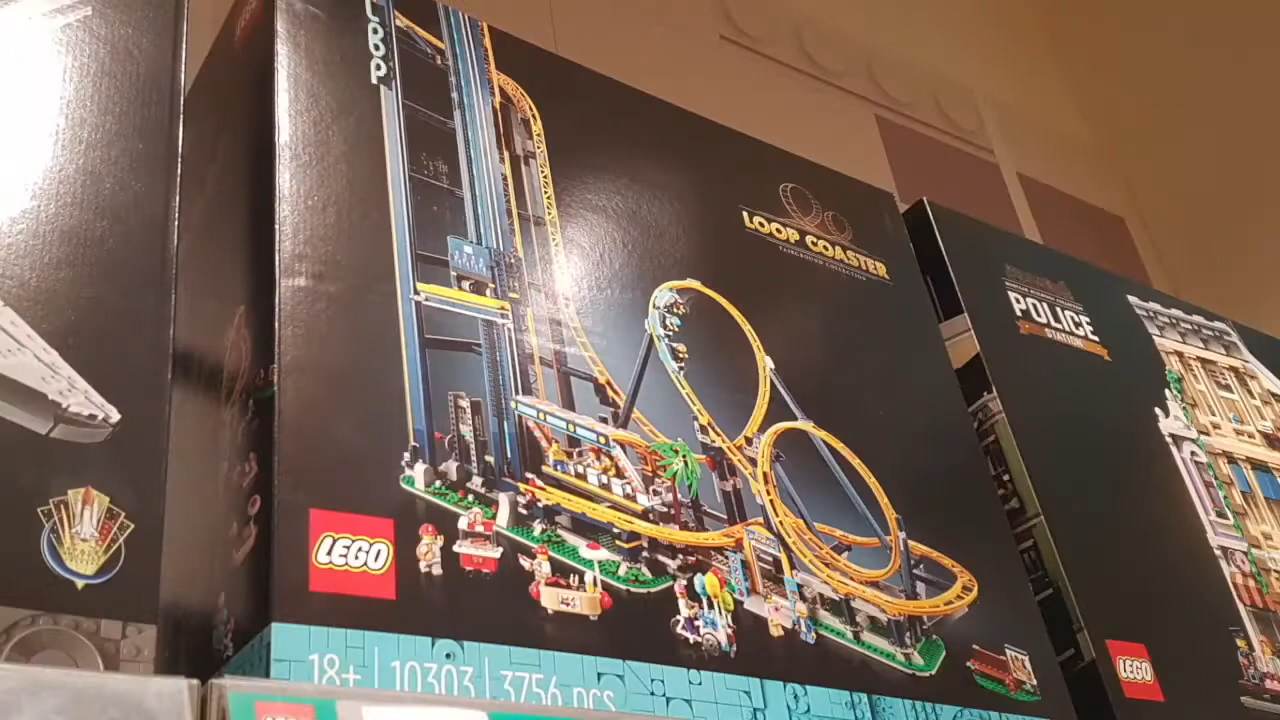 LOOP
LOOP COASTER
FAIRGROUND COLLECTION
POLICE
STATION
LEGO
LEGO
18+ | 10303 | 3756 pcs